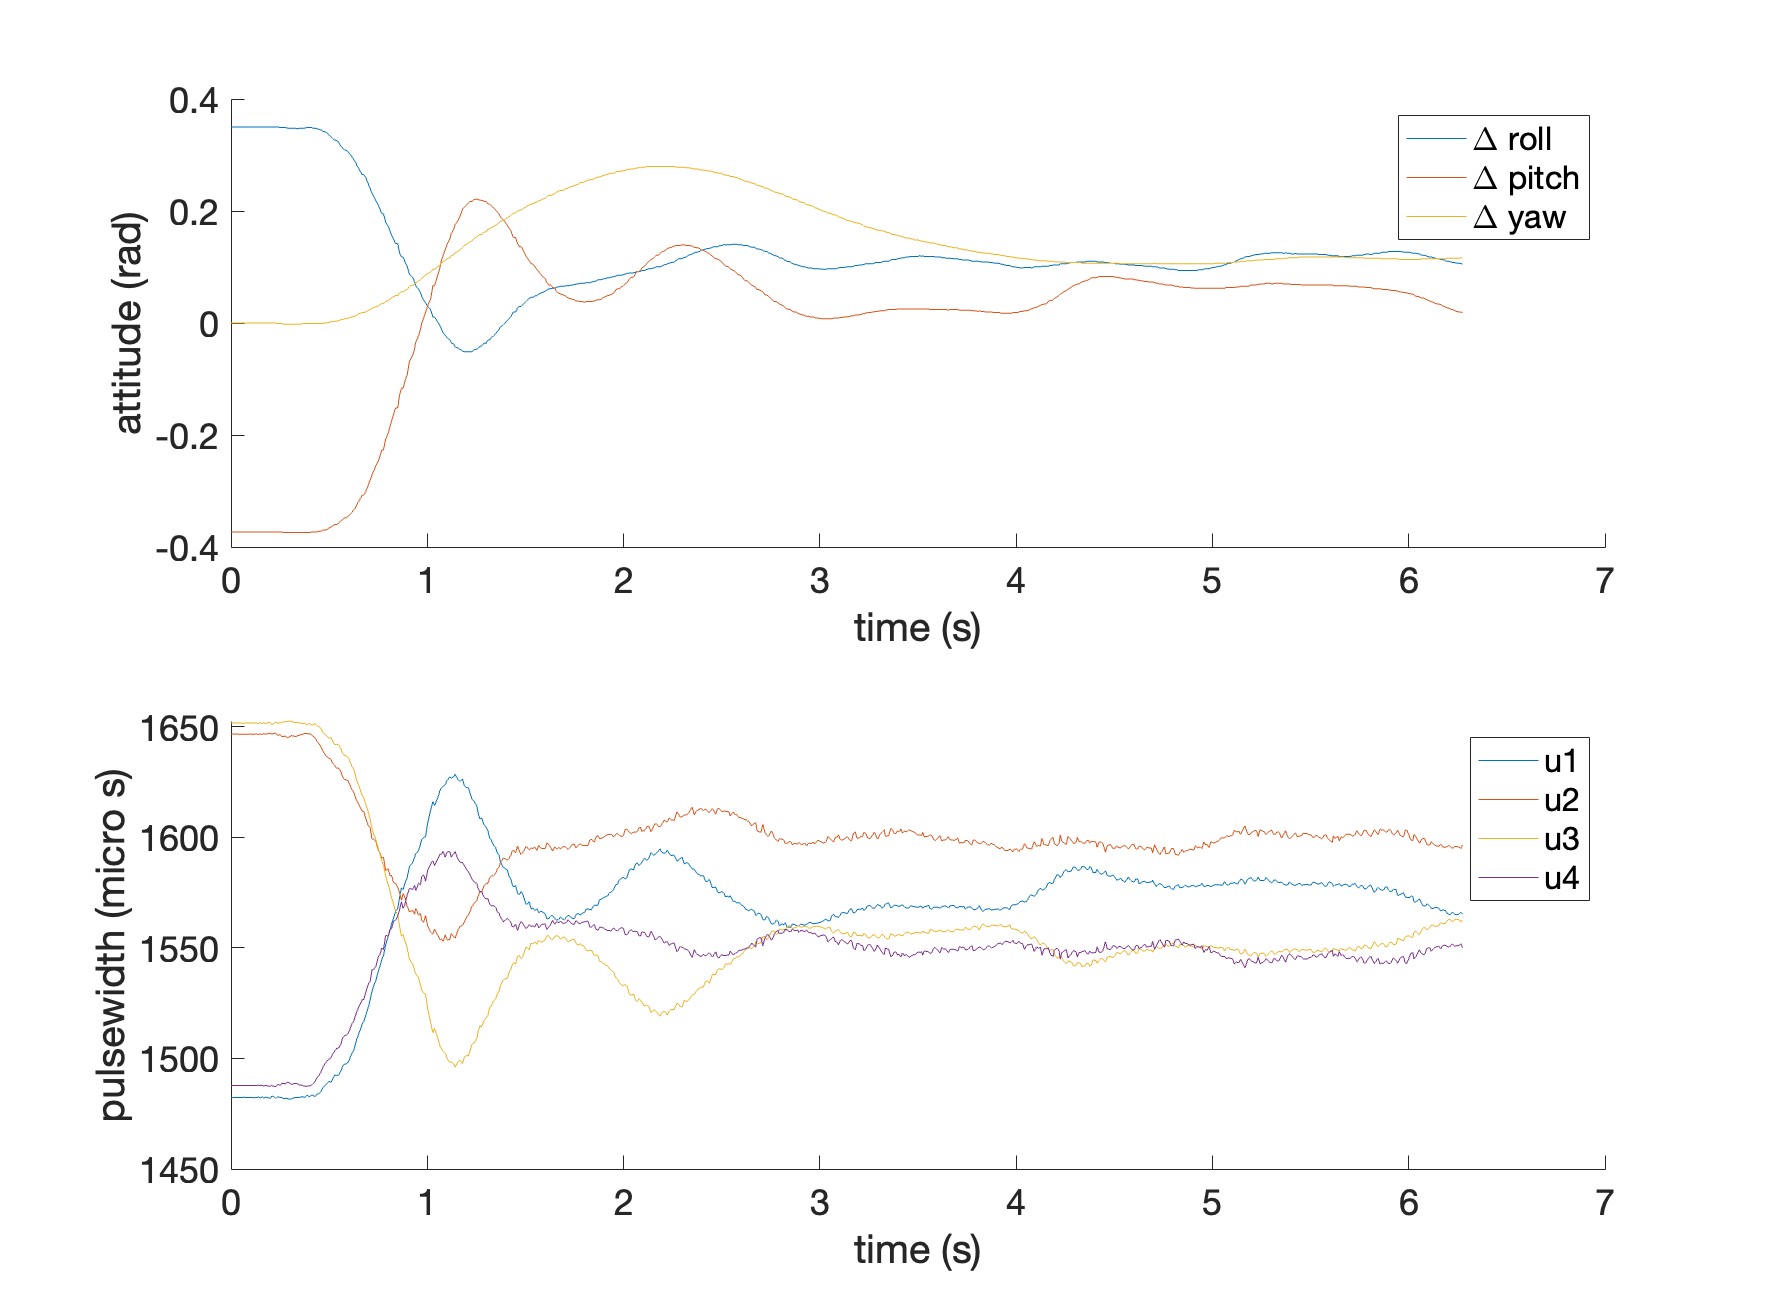 0.4
0.2
0
-0.2
-0.4
attitude (rad)
0 1 2 3 4 5 6 7
time (s)
Δ roll
Δ pitch
Δ yaw
1650
1600
1550
1500
1450
pulsewidth (micro s)
0 1 2 3 4 5 6 7
time (s)
u1
u2
u3
u4